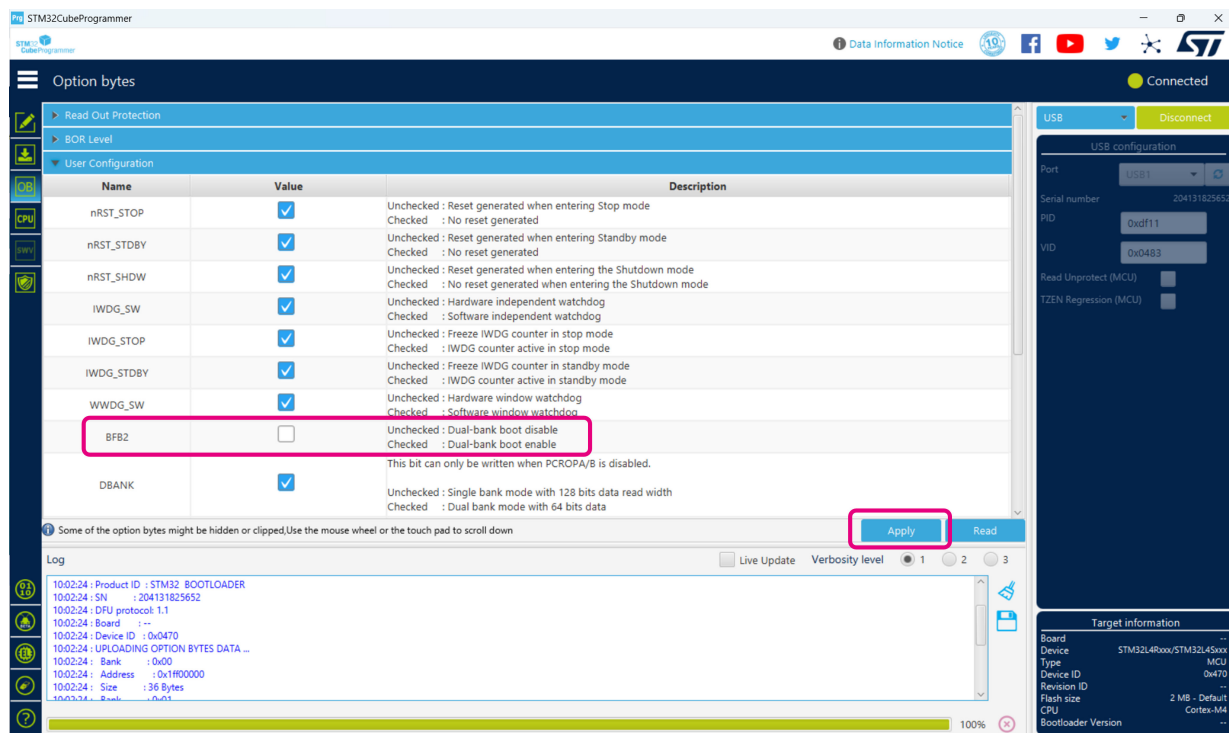 Prg STM32CubeProgrammer
STM32
CubeProgrammer
Data Information Notice
10
Option bytes
Connected
Read Out Protection
BOR Level
User Configuration
Name Value Description
nRST_STOP
Unchecked : Reset generated when entering Stop mode
Checked : No reset generated
nRST_STDBY
Unchecked : Reset generated when entering Standby mode
Checked : No reset generated
nRST_SHDW
Unchecked : Reset generated when entering the Shutdown mode
Checked : No reset generated when entering the Shutdown mode
IWDG_SW
Unchecked : Hardware independent watchdog
Checked : Software independent watchdog
IWDG_STOP
Unchecked : Freeze IWDG counter in stop mode
Checked : IWDG counter active in stop mode
IWDG_STDBY
Unchecked : Freeze IWDG counter in standby mode
Checked : IWDG counter active in standby mode
WWDG_SW
Unchecked : Hardware window watchdog
Checked : Software window watchdog
BFB2
Unchecked : Dual-bank boot disable
Checked : Dual-bank boot enable
DBANK
This bit can only be written when PCROPA/B is disabled.
Unchecked : Single bank mode with 128 bits data read width
Checked : Dual bank mode with 64 bits data
Some of the option bytes might be hidden or clipped,Use the mouse wheel or the touch pad to scroll down
Apply Read
Log
Live Update Verbosity level 1 2 3
10:02:24 : Product ID : STM32 BOOTLOADER
10:02:24 : SN : 204131825652
10:02:24 : DFU protocol: 1.1
10:02:24 : Board : --
10:02:24 : Device ID : 0x0470
10:02:24 : UPLOADING OPTION BYTES DATA ...
10:02:24 : Bank : 0x00
10:02:24 : Address : 0x1ff00000
10:02:24 : Size : 36 Bytes
10:02:24 : Bank : 0x01
100%
OB
CPU
SWV
USB Disconnect
USB configuration
Port USB1
Serial number 204131825652
PID 0xdf11
VID 0x0483
Read Unprotect (MCU)
TZEN Regression (MCU)
Target information
Board --
Device STM32L4Rxxx/STM32L4Sxxx
Type MCU
Device ID 0x470
Revision ID --
Flash size 2 MB - Default
CPU Cortex-M4
Bootloader Version --